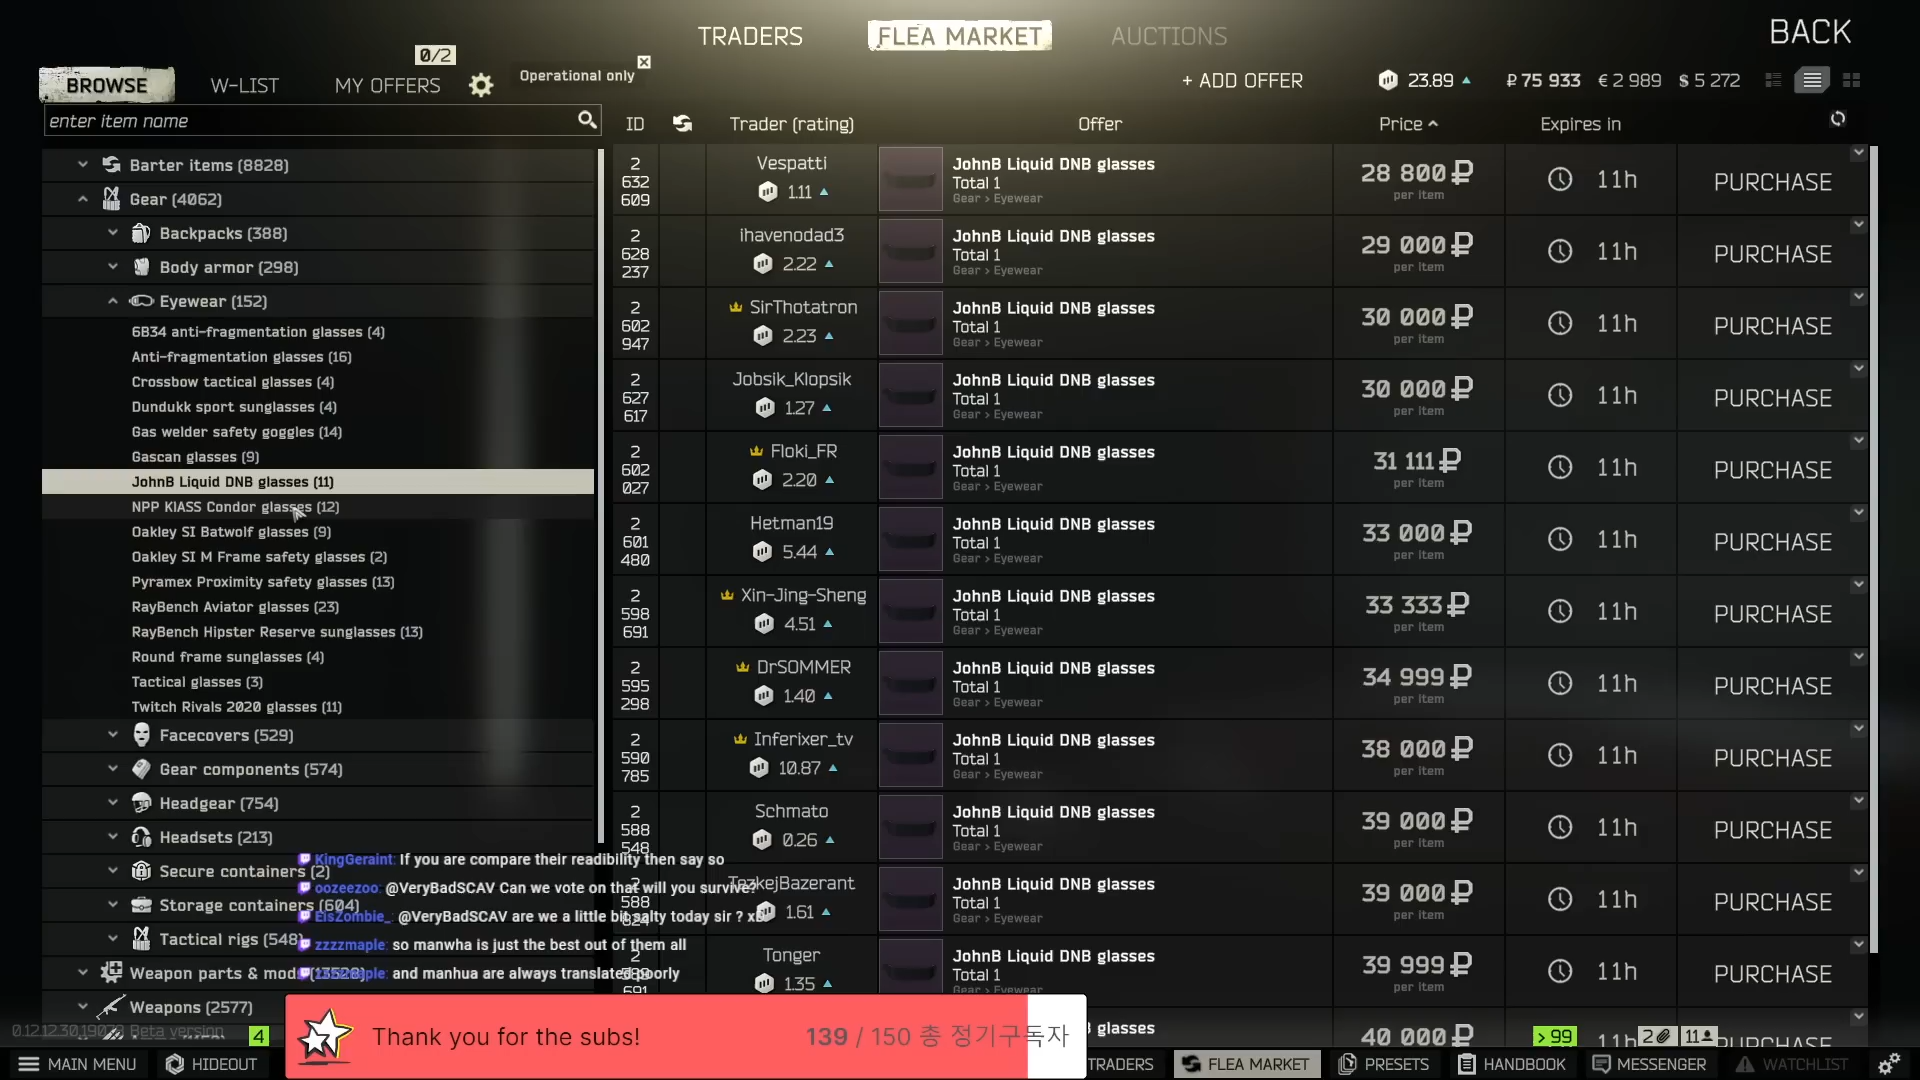 TRADERS
FLEA MARKET
AUCTIONS
BACK
0/2
BROWSE
W-LIST
MY OFFERS
Operational only
+ ADD OFFER
23.89
₽ 75 933
€ 2 989
$ 5 272
enter item name
ID
Trader (rating)
Offer
Price
Expires in
Barter items (8828)
Gear (4062)
Backpacks (388)
Body armor (298)
Eyewear (152)
6B34 anti-fragmentation glasses (4)
Anti-fragmentation glasses (16)
Crossbow tactical glasses (4)
Dundukk sport sunglasses (4)
Gas welder safety goggles (14)
Gascan glasses (9)
JohnB Liquid DNB glasses (11)
NPP KlASS Condor glasses (12)
Oakley SI Batwolf glasses (9)
Oakley SI M Frame safety glasses (2)
Pyramex Proximity safety glasses (13)
RayBench Aviator glasses (23)
RayBench Hipster Reserve sunglasses (13)
Round frame sunglasses (4)
Tactical glasses (3)
Twitch Rivals 2020 glasses (11)
Facecovers (529)
Gear components (574)
Headgear (754)
Headsets (213)
Secure containers (2)
Storage containers (604)
Tactical rigs (548)
Weapon parts & mods
Weapons (2577)
2 632 609
Vespatti
1.11
JohnB Liquid DNB glasses
Total 1
Gear > Eyewear
28 800 ₽
per item
11h
PURCHASE
2 628 237
ihavenodad3
2.22
JohnB Liquid DNB glasses
Total 1
Gear > Eyewear
29 000 ₽
per item
11h
PURCHASE
2 602 947
SirThotatron
2.23
JohnB Liquid DNB glasses
Total 1
Gear > Eyewear
30 000 ₽
per item
11h
PURCHASE
2 627 617
Jobsik_Klopsik
1.27
JohnB Liquid DNB glasses
Total 1
Gear > Eyewear
30 000 ₽
per item
11h
PURCHASE
2 602 027
Floki_FR
2.20
JohnB Liquid DNB glasses
Total 1
Gear > Eyewear
31 111 ₽
per item
11h
PURCHASE
2 601 480
Hetman19
5.44
JohnB Liquid DNB glasses
Total 1
Gear > Eyewear
33 000 ₽
per item
11h
PURCHASE
2 598 691
Xin-Jing-Sheng
4.51
JohnB Liquid DNB glasses
Total 1
Gear > Eyewear
33 333 ₽
per item
11h
PURCHASE
2 595 298
DrSOMMER
1.40
JohnB Liquid DNB glasses
Total 1
Gear > Eyewear
34 999 ₽
per item
11h
PURCHASE
2 590 785
Inferixer_tv
10.87
JohnB Liquid DNB glasses
Total 1
Gear > Eyewear
38 000 ₽
per item
11h
PURCHASE
2 588 548
Schmato
0.26
JohnB Liquid DNB glasses
Total 1
Gear > Eyewear
39 000 ₽
per item
11h
PURCHASE
2 588
TezkejBazerant
1.61
JohnB Liquid DNB glasses
Total 1
Gear > Eyewear
39 000 ₽
per item
11h
PURCHASE
2
691
Tonger
1.35
JohnB Liquid DNB glasses
Total 1
Gear > Eyewear
39 999 ₽
per item
11h
PURCHASE
glasses
40 000 ₽
PURCHASE
KingGeraint: If you are compare their readibility then say so
oozeezoo: @VeryBadSCAV Can we vote on that will you survive?
EisZombie_: @VeryBadSCAV are we a little bit salty today sir ?
zzzzmaple: so manwha is just the best out of them all
zzzzmaple: and manhua are always translated poorly
Beta version
4
Thank you for the subs!
139 / 150 총 정기구독자
>99
2
11
MAIN MENU
HIDEOUT
TRADERS
FLEA MARKET
PRESETS
HANDBOOK
MESSENGER
WATCHLIST